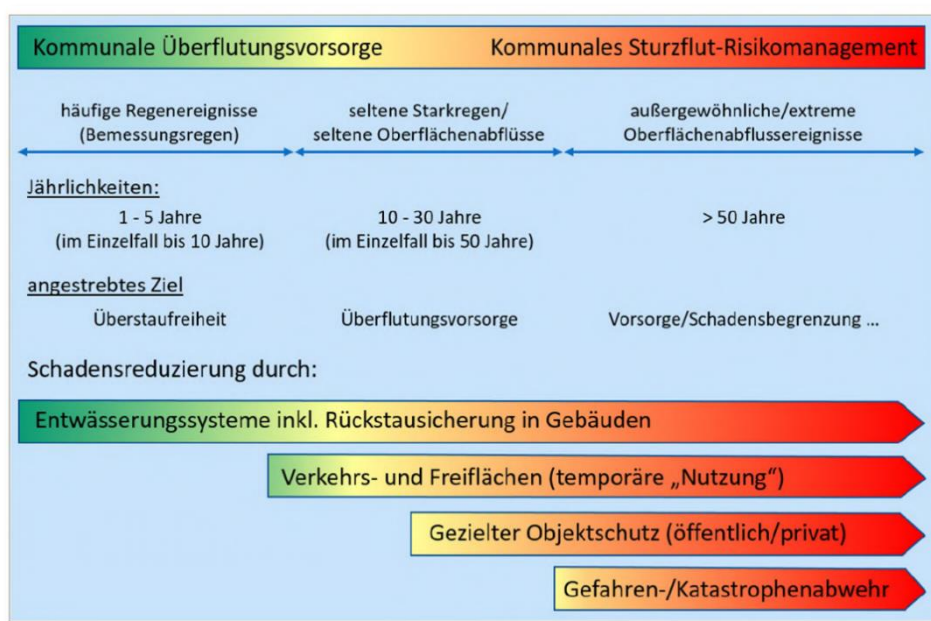 Kommunale Überflutungsvorsorge Kommunales Sturzflut-Risikomanagement
häufige Regenereignisse
(Bemessungsregen)
seltene Starkregen/
seltene Oberflächenabflüsse
außergewöhnliche/extreme
Oberflächenabflussereignisse
Jährlichkeiten:
1 - 5 Jahre
(im Einzelfall bis 10 Jahre)
10 - 30 Jahre
(im Einzelfall bis 50 Jahre)
> 50 Jahre
angestrebtes Ziel
Überstaufreiheit
Überflutungsvorsorge
Vorsorge/Schadensbegrenzung ...
Schadensreduzierung durch:
Entwässerungssysteme inkl. Rückstausicherung in Gebäuden
Verkehrs- und Freiflächen (temporäre „Nutzung“)
Gezielter Objektschutz (öffentlich/privat)
Gefahren-/Katastrophenabwehr